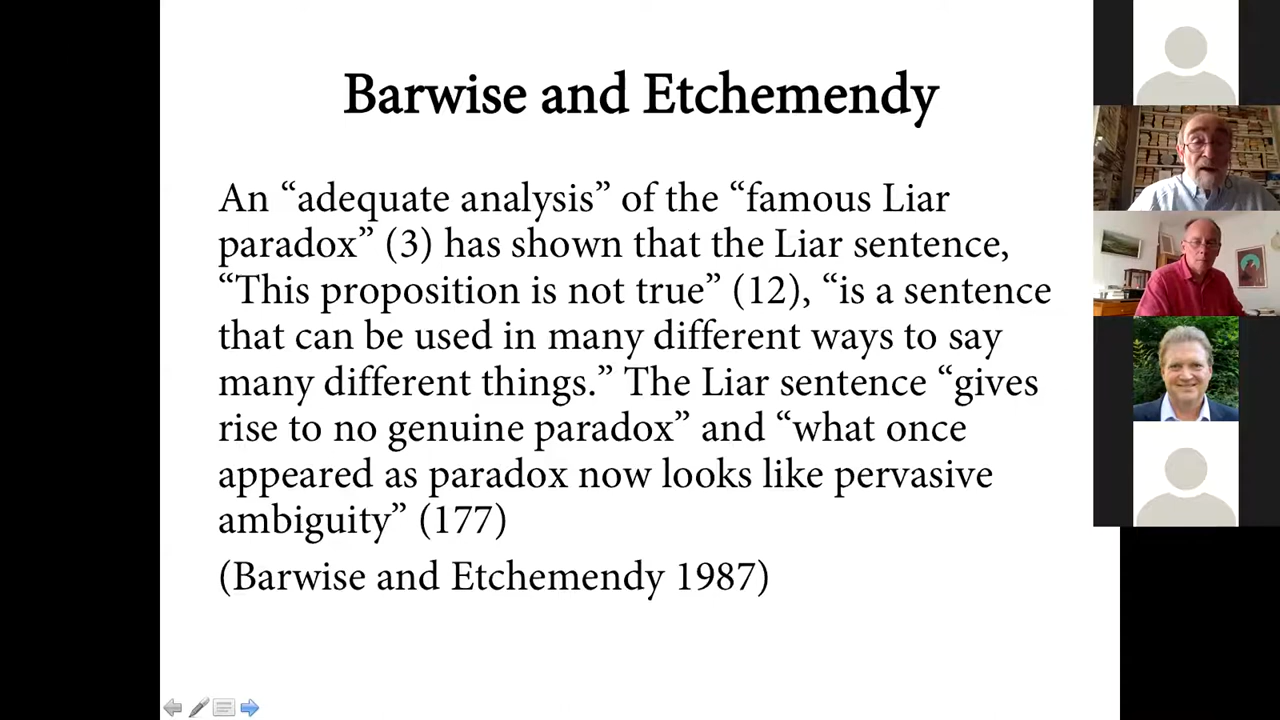 Barwise and Etchemendy
An “adequate analysis” of the “famous Liar
paradox” (3) has shown that the Liar sentence,
“This proposition is not true” (12), “is a sentence
that can be used in many different ways to say
many different things.” The Liar sentence “gives
rise to no genuine paradox” and “what once
appeared as paradox now looks like pervasive
ambiguity” (177)
(Barwise and Etchemendy 1987)